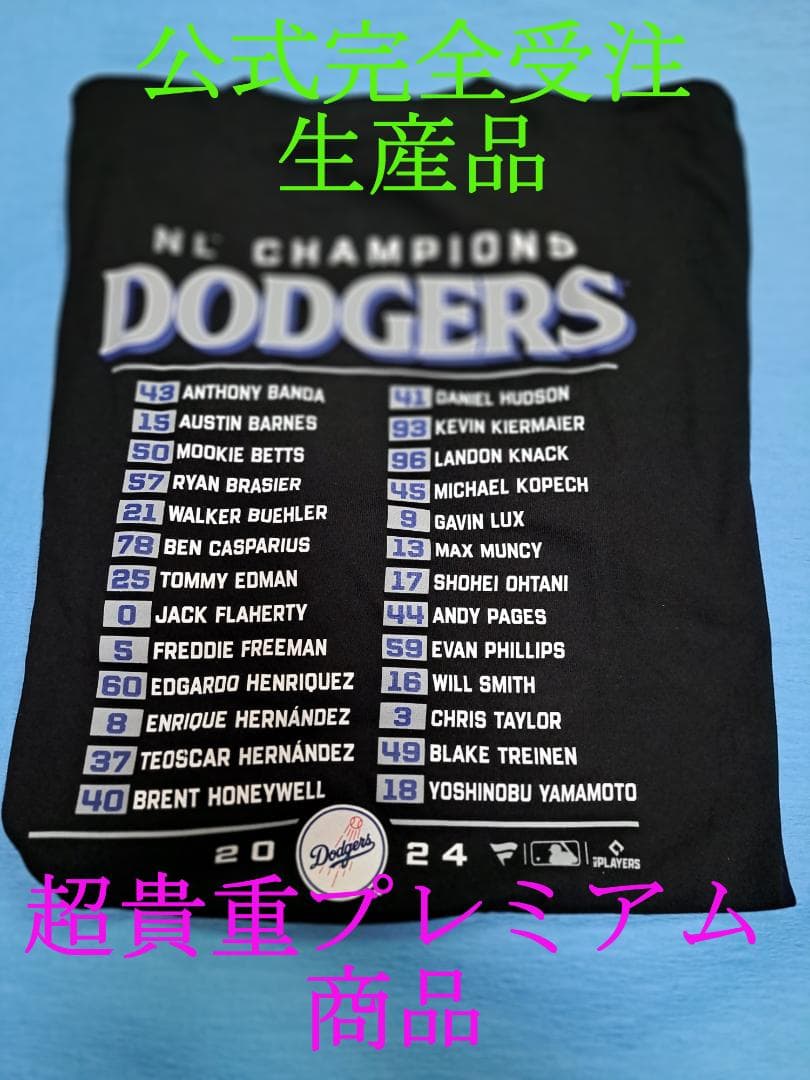 公式完全受注
生産品
NL CHAMPIONS
DODGERS
43 ANTHONY BANDA
15 AUSTIN BARNES
50 MOOKIE BETTS
57 RYAN BRASIER
21 WALKER BUEHLER
78 BEN CASPARIUS
25 TOMMY EDMAN
0 JACK FLAHERTY
5 FREDDIE FREEMAN
60 EDGARDO HENRIQUEZ
8 ENRIQUE HERNÁNDEZ
37 TEOSCAR HERNÁNDEZ
40 BRENT HONEYWELL
41 DANIEL HUDSON
93 KEVIN KIERMAIER
96 LANDON KNACK
45 MICHAEL KOPECH
9 GAVIN LUX
13 MAX MUNCY
17 SHOHEI OHTANI
44 ANDY PAGES
59 EVAN PHILLIPS
16 WILL SMITH
3 CHRIS TAYLOR
49 BLAKE TREINEN
18 YOSHINOBU YAMAMOTO
20 Dodgers 24 PLAYERS
超貴重プレミアム
商品